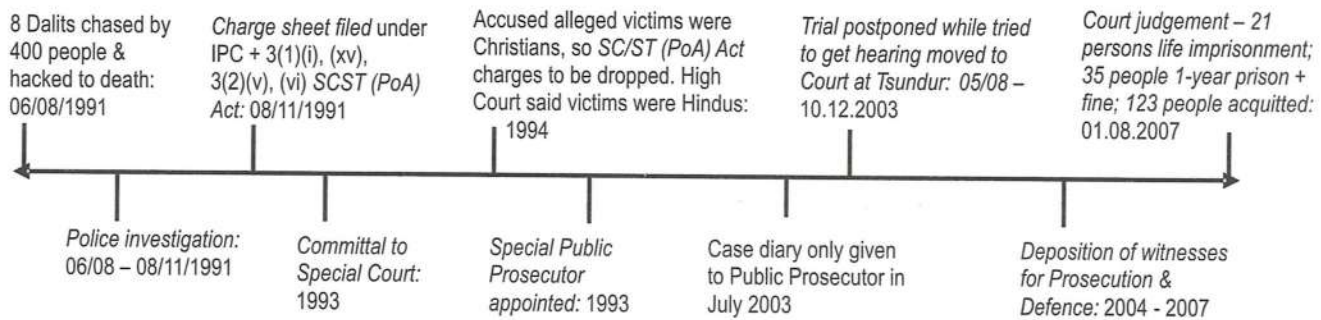 8 Dalits chased by
400 people &
hacked to death:
06/08/1991
Charge sheet filed under
IPC + 3(1)(i), (xv),
3(2)(v), (vi) SCST (PoA)
Act: 08/11/1991
Accused alleged victims were
Christians, so SC/ST (PoA) Act
charges to be dropped. High
Court said victims were Hindus:
1994
Trial postponed while tried
to get hearing moved to
Court at Tsundur: 05/08 –
10.12.2003
Court judgement – 21
persons life imprisonment;
35 people 1-year prison +
fine; 123 people acquitted:
01.08.2007
Police investigation:
06/08 – 08/11/1991
Committal to
Special Court:
1993
Special Public
Prosecutor
appointed: 1993
Case diary only given
to Public Prosecutor in
July 2003
Deposition of witnesses
for Prosecution &
Defence: 2004 - 2007